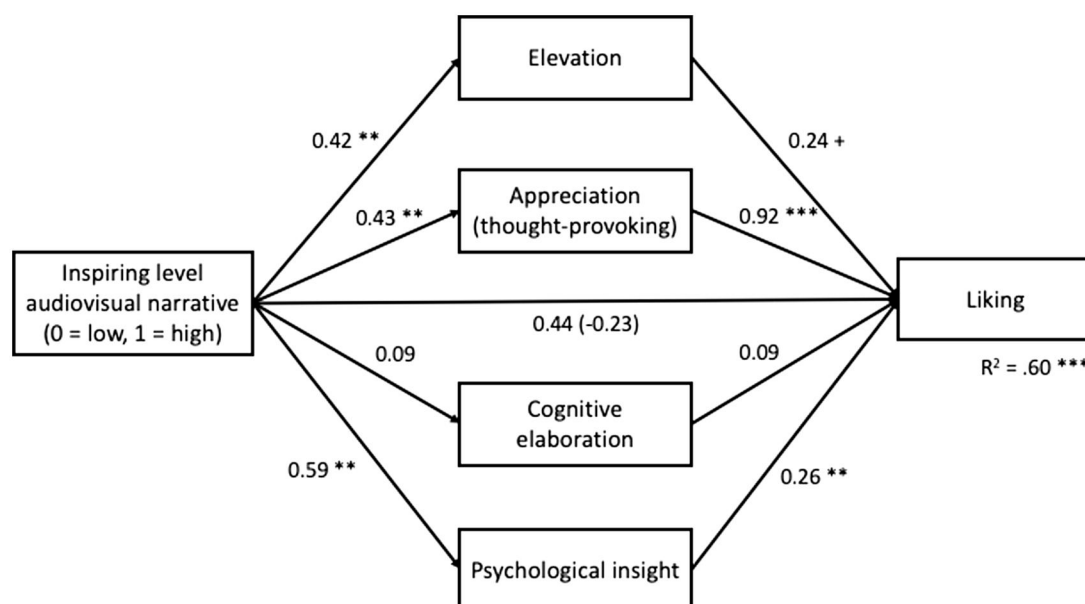 Elevation
0.42 **
0.24 +
Appreciation
(thought-provoking)
0.43 **
0.92 ***
Inspiring level
audiovisual narrative
(0 = low, 1 = high)
0.44 (-0.23)
Liking
R² = .60 ***
0.09
0.09
Cognitive
elaboration
0.59 **
0.26 **
Psychological insight